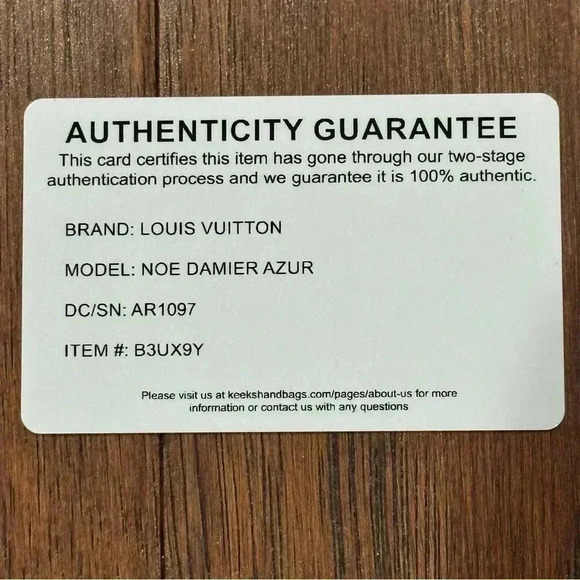 AUTHENTICITY GUARANTEE
This card certifies this item has gone through our two-stage
authentication process and we guarantee it is 100% authentic.
BRAND: LOUIS VUITTON
MODEL: NOE DAMIER AZUR
DC/SN: AR1097
ITEM #: B3UX9Y
Please visit us at keekshandbags.com/pages/about-us for more
information or contact us with any questions